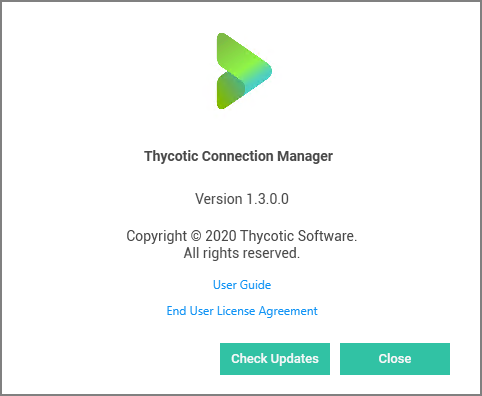 Thycotic Connection Manager
Version 1.3.0.0
Copyright © 2020 Thycotic Software.
All rights reserved.
User Guide
End User License Agreement
Check Updates
Close